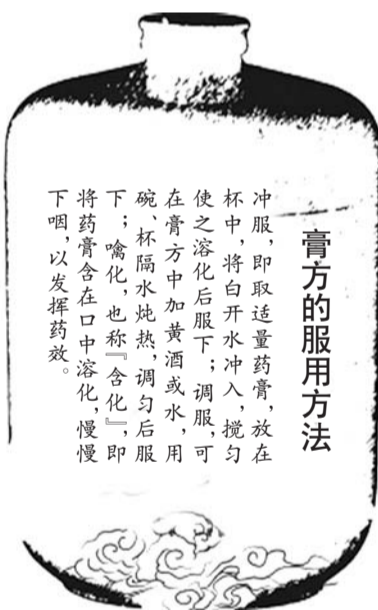 膏方的服用方法
冲服，即取适量药膏，放在
杯中，将白开水冲入，搅匀
使之溶化后服下；调服，可
在膏方中加黄酒或水，用
碗、杯隔水炖热，调匀后服
下；噙化，也称『含化』，即
将药膏含在口中溶化，慢慢
下咽，以发挥药效。